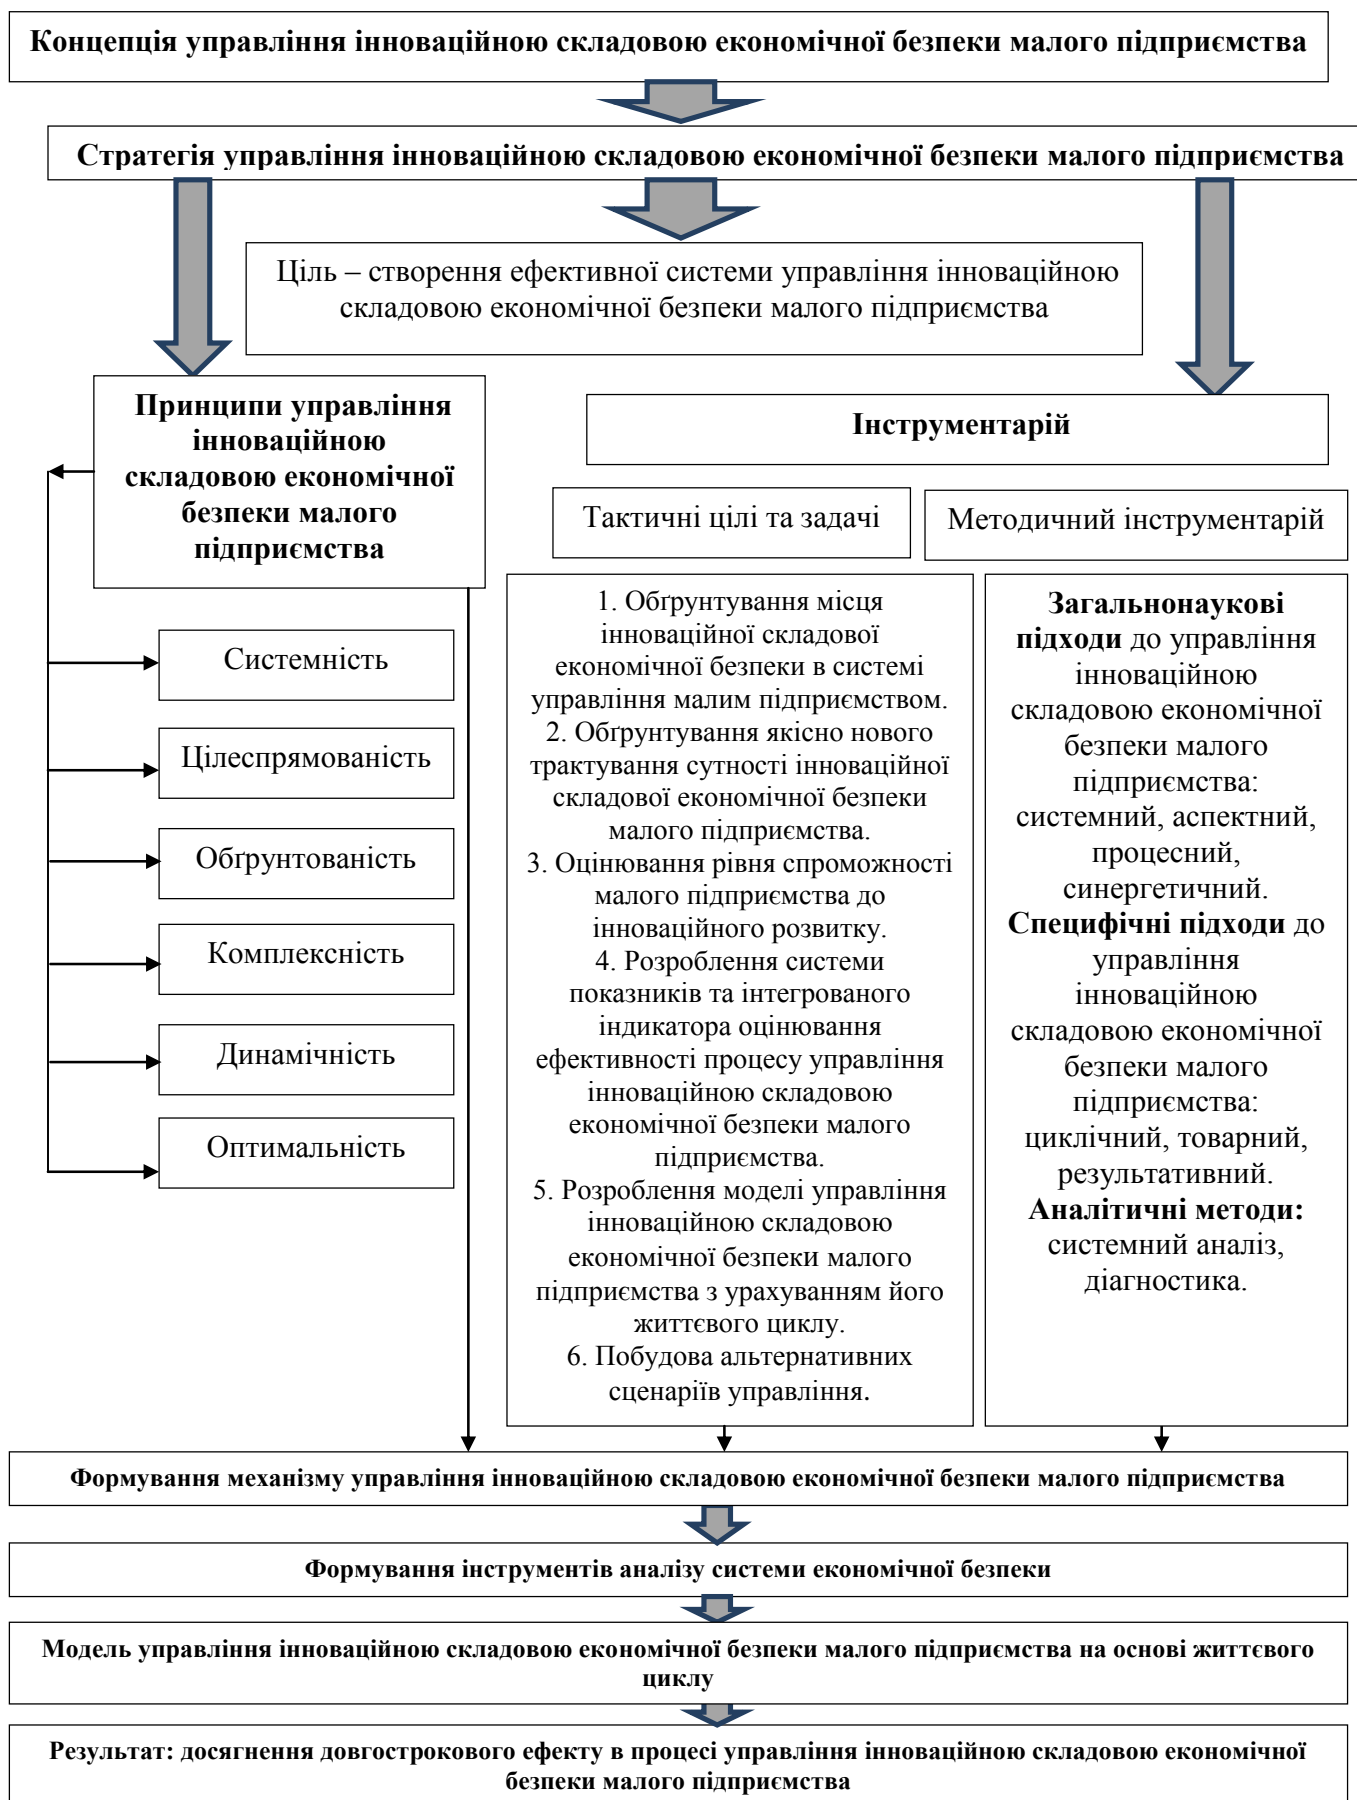 Концепція управління інноваційною складовою економічної безпеки малого підприємства
Стратегія управління інноваційною складовою економічної безпеки малого підприємства
Ціль – створення ефективної системи управління інноваційною
складовою економічної безпеки малого підприємства
Принципи управління
інноваційною
складовою економічної
безпеки малого
підприємства
Системність
Цілеспрямованість
Обґрунтованість
Комплексність
Динамічність
Оптимальність
Інструментарій
Тактичні цілі та задачі
1. Обґрунтування місця
інноваційної складової
економічної безпеки в системі
управління малим підприємством.
2. Обґрунтування якісно нового
трактування сутності інноваційної
складової економічної безпеки
малого підприємства.
3. Оцінювання рівня спроможності
малого підприємства до
інноваційного розвитку.
4. Розроблення системи
показників та інтегрованого
індикатора оцінювання
ефективності процесу управління
інноваційною складовою
економічної безпеки малого
підприємства.
5. Розроблення моделі управління
інноваційною складовою
економічної безпеки малого
підприємства з урахуванням його
життєвого циклу.
6. Побудова альтернативних
сценаріїв управління.
Методичний інструментарій
Загальнонаукові
підходи до управління
інноваційною
складовою економічної
безпеки малого
підприємства:
системний, аспектний,
процесний,
синергетичний.
Специфічні підходи до
управління
інноваційною
складовою економічної
безпеки малого
підприємства:
циклічний, товарний,
результативний.
Аналітичні методи:
системний аналіз,
діагностика.
Формування механізму управління інноваційною складовою економічної безпеки малого підприємства
Формування інструментів аналізу системи економічної безпеки
Модель управління інноваційною складовою економічної безпеки малого підприємства на основі життєвого
циклу
Результат: досягнення довгострокового ефекту в процесі управління інноваційною складовою економічної
безпеки малого підприємства